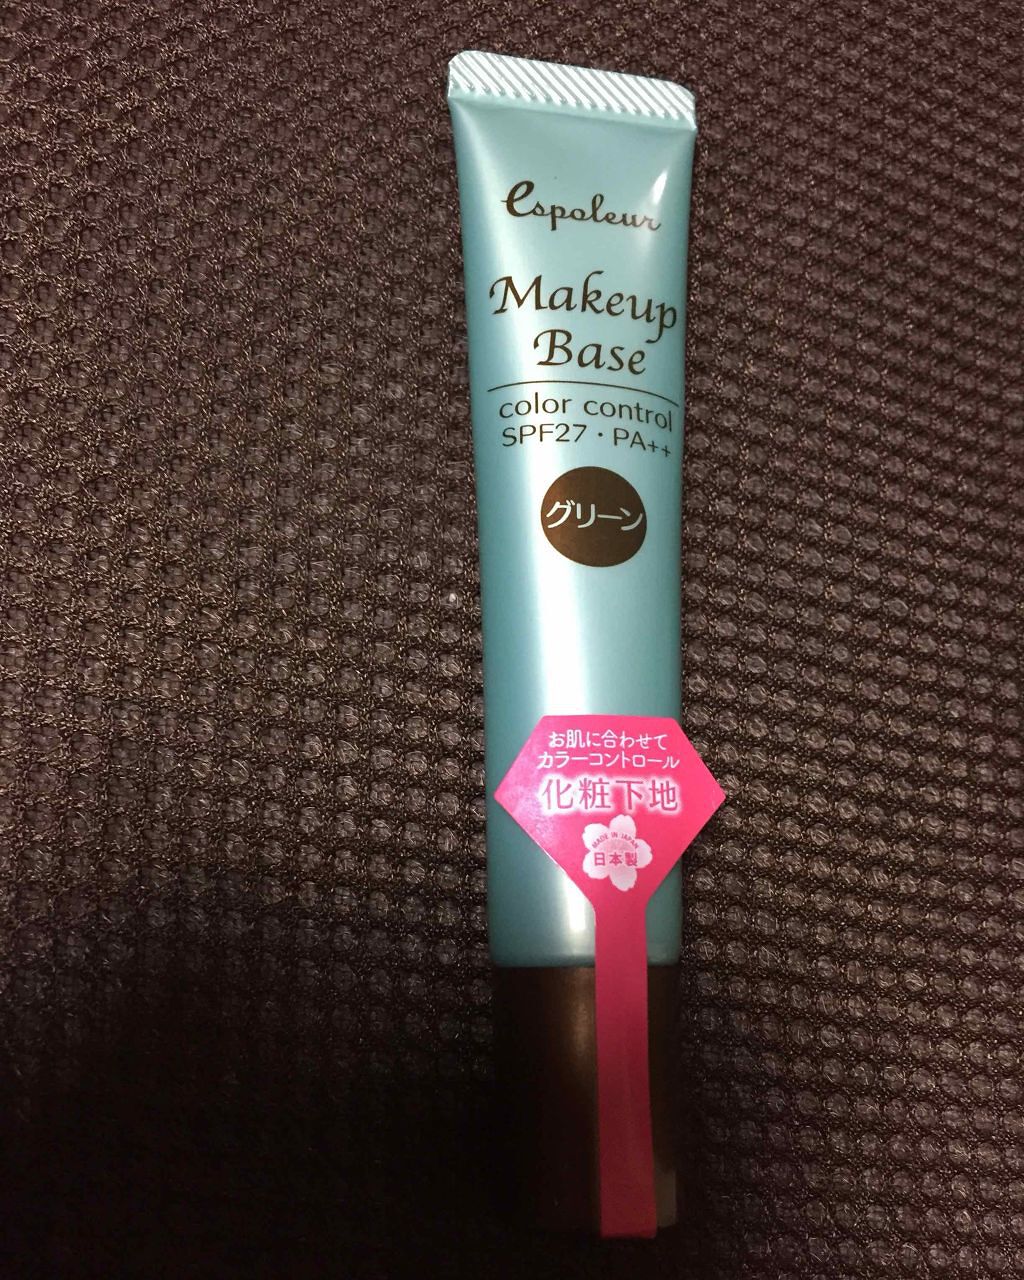 espoleur
Makeup
Base
color control
SPF27・PA++
グリーン
お肌に合わせて
カラーコントロール
化粧下地
MADE IN JAPAN
日本製